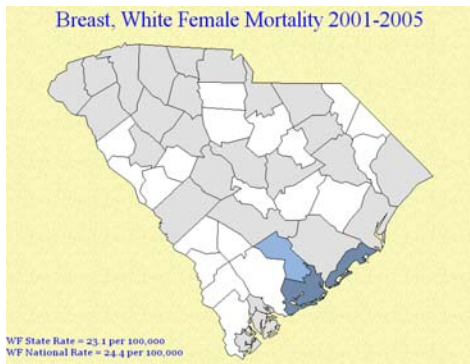 Breast, White Female Mortality 2001-2005
WF State Rate = 23.1 per 100,000
WF National Rate = 24.4 per 100,000